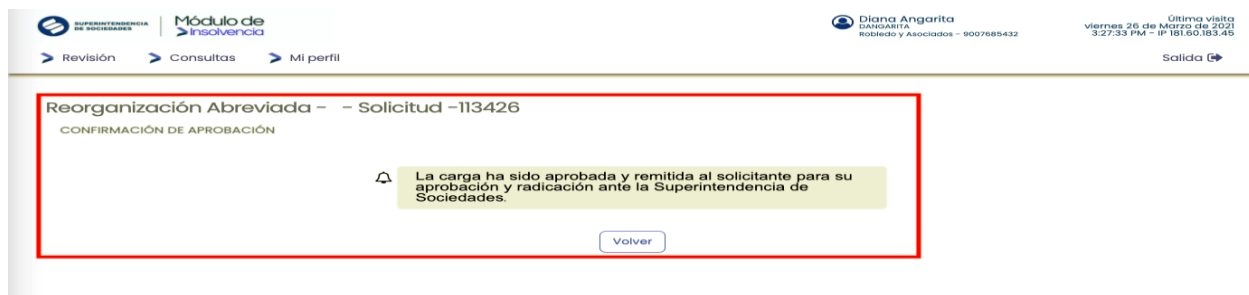 SUPERINTENDENCIA
DE SOCIEDADES
Módulo de
Insolvencia
Diana Angarita
DANGARITA
Robledo y Asociados - 9007685432
Última visita
viernes 26 de Marzo de 2021
3:27:33 PM - IP 181.60.183.45
Revisión
Consultas
Mi perfil
Salida
Reorganización Abreviada - - Solicitud -113426
CONFIRMACIÓN DE APROBACIÓN
La carga ha sido aprobada y remitida al solicitante para su
aprobación y radicación ante la Superintendencia de
Sociedades.
Volver